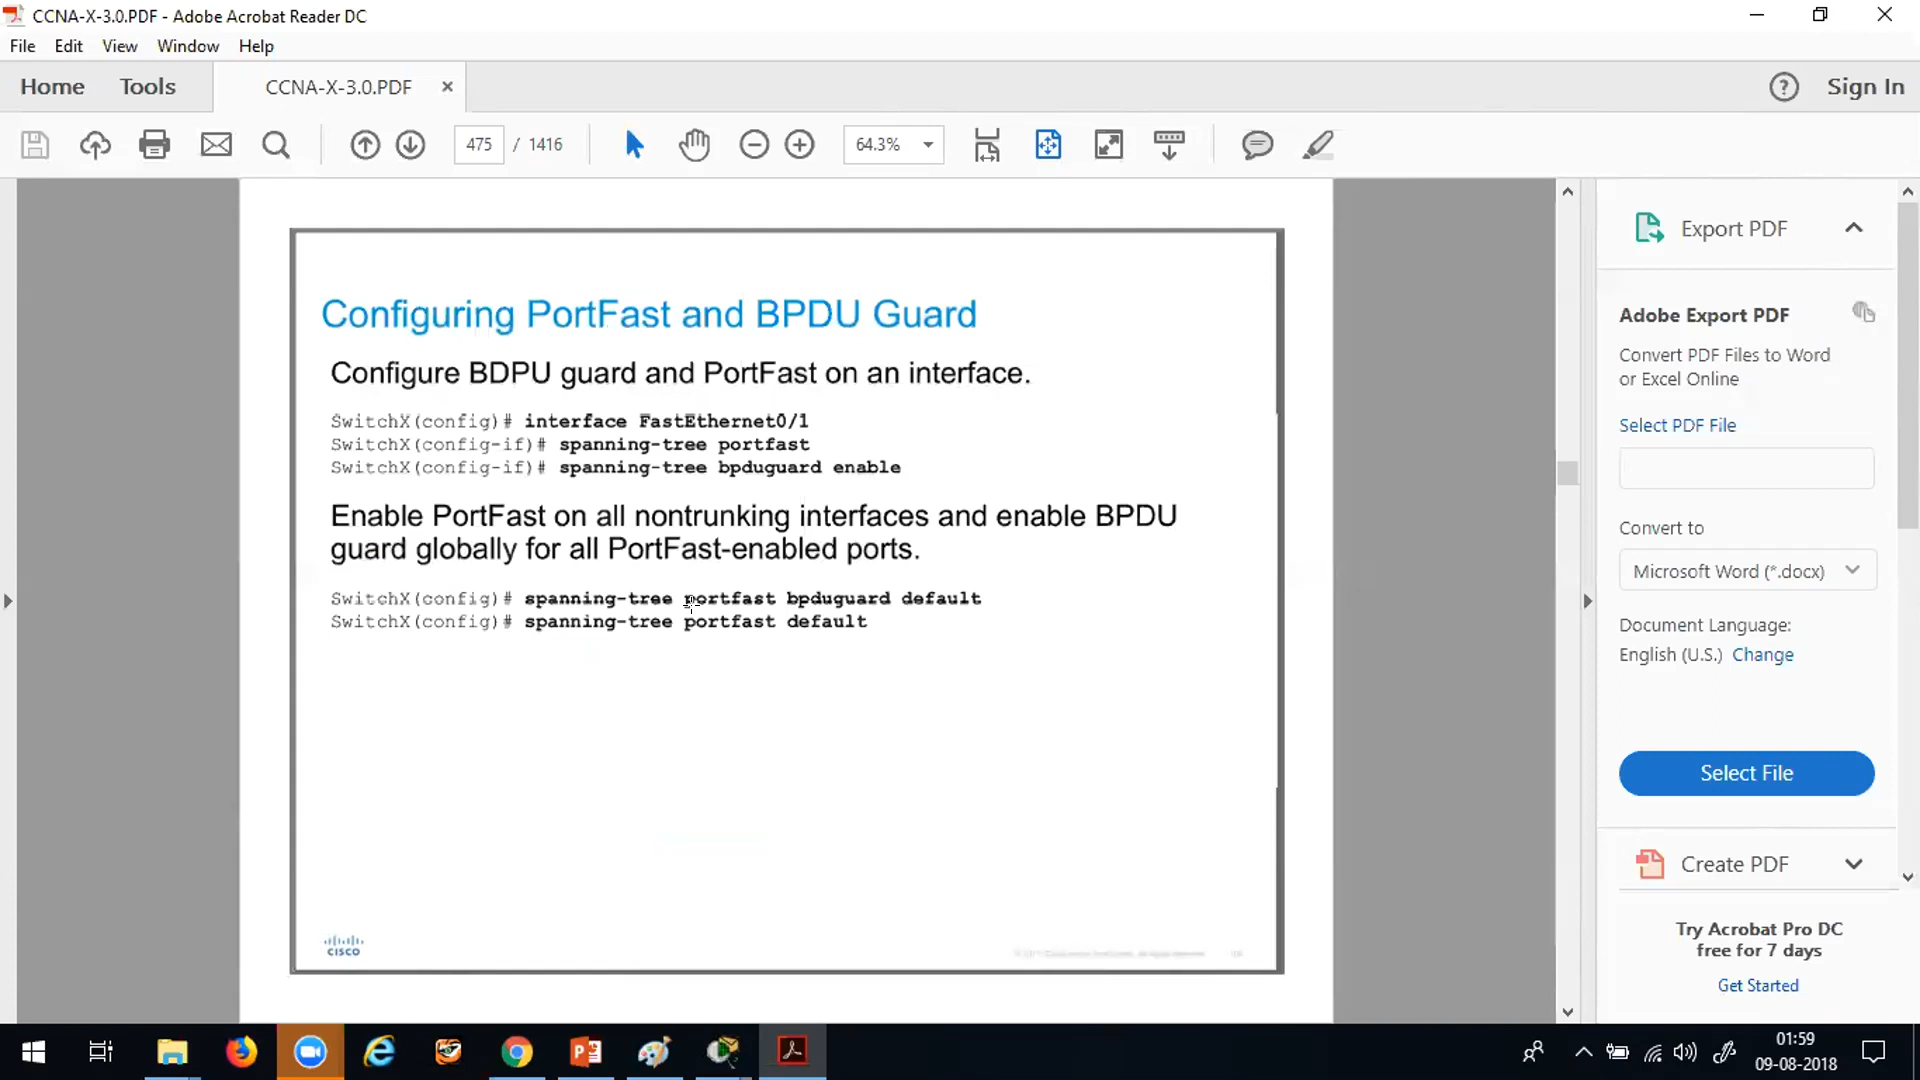 CCNA-X-3.0.PDF - Adobe Acrobat Reader DC
File Edit View Window Help
Home Tools CCNA-X-3.0.PDF × Sign In
475 / 1416 64.3%
Configuring PortFast and BPDU Guard
Configure BDPU guard and PortFast on an interface.
SwitchX(config)# interface FastEthernet0/1
SwitchX(config-if)# spanning-tree portfast
SwitchX(config-if)# spanning-tree bpduguard enable
Enable PortFast on all nontrunking interfaces and enable BPDU
guard globally for all PortFast-enabled ports.
SwitchX(config)# spanning-tree portfast bpduguard default
SwitchX(config)# spanning-tree portfast default
CISCO
Export PDF
Adobe Export PDF
Convert PDF Files to Word
or Excel Online
Select PDF File
Convert to
Microsoft Word (*.docx)
Document Language:
English (U.S.) Change
Select File
Create PDF
Try Acrobat Pro DC
free for 7 days
Get Started
01:59
09-08-2018